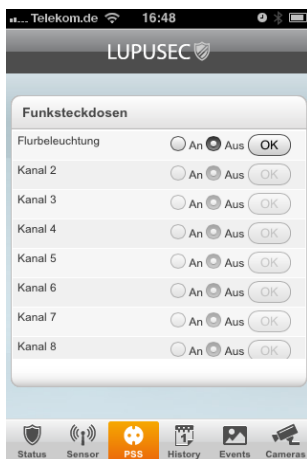 Telekom.de 16:48
LUPUSEC
Funksteckdosen
Flurbeleuchtung An Aus OK
Kanal 2 An Aus OK
Kanal 3 An Aus OK
Kanal 4 An Aus OK
Kanal 5 An Aus OK
Kanal 6 An Aus OK
Kanal 7 An Aus OK
Kanal 8 An Aus OK
Status Sensor PSS History Events Cameras